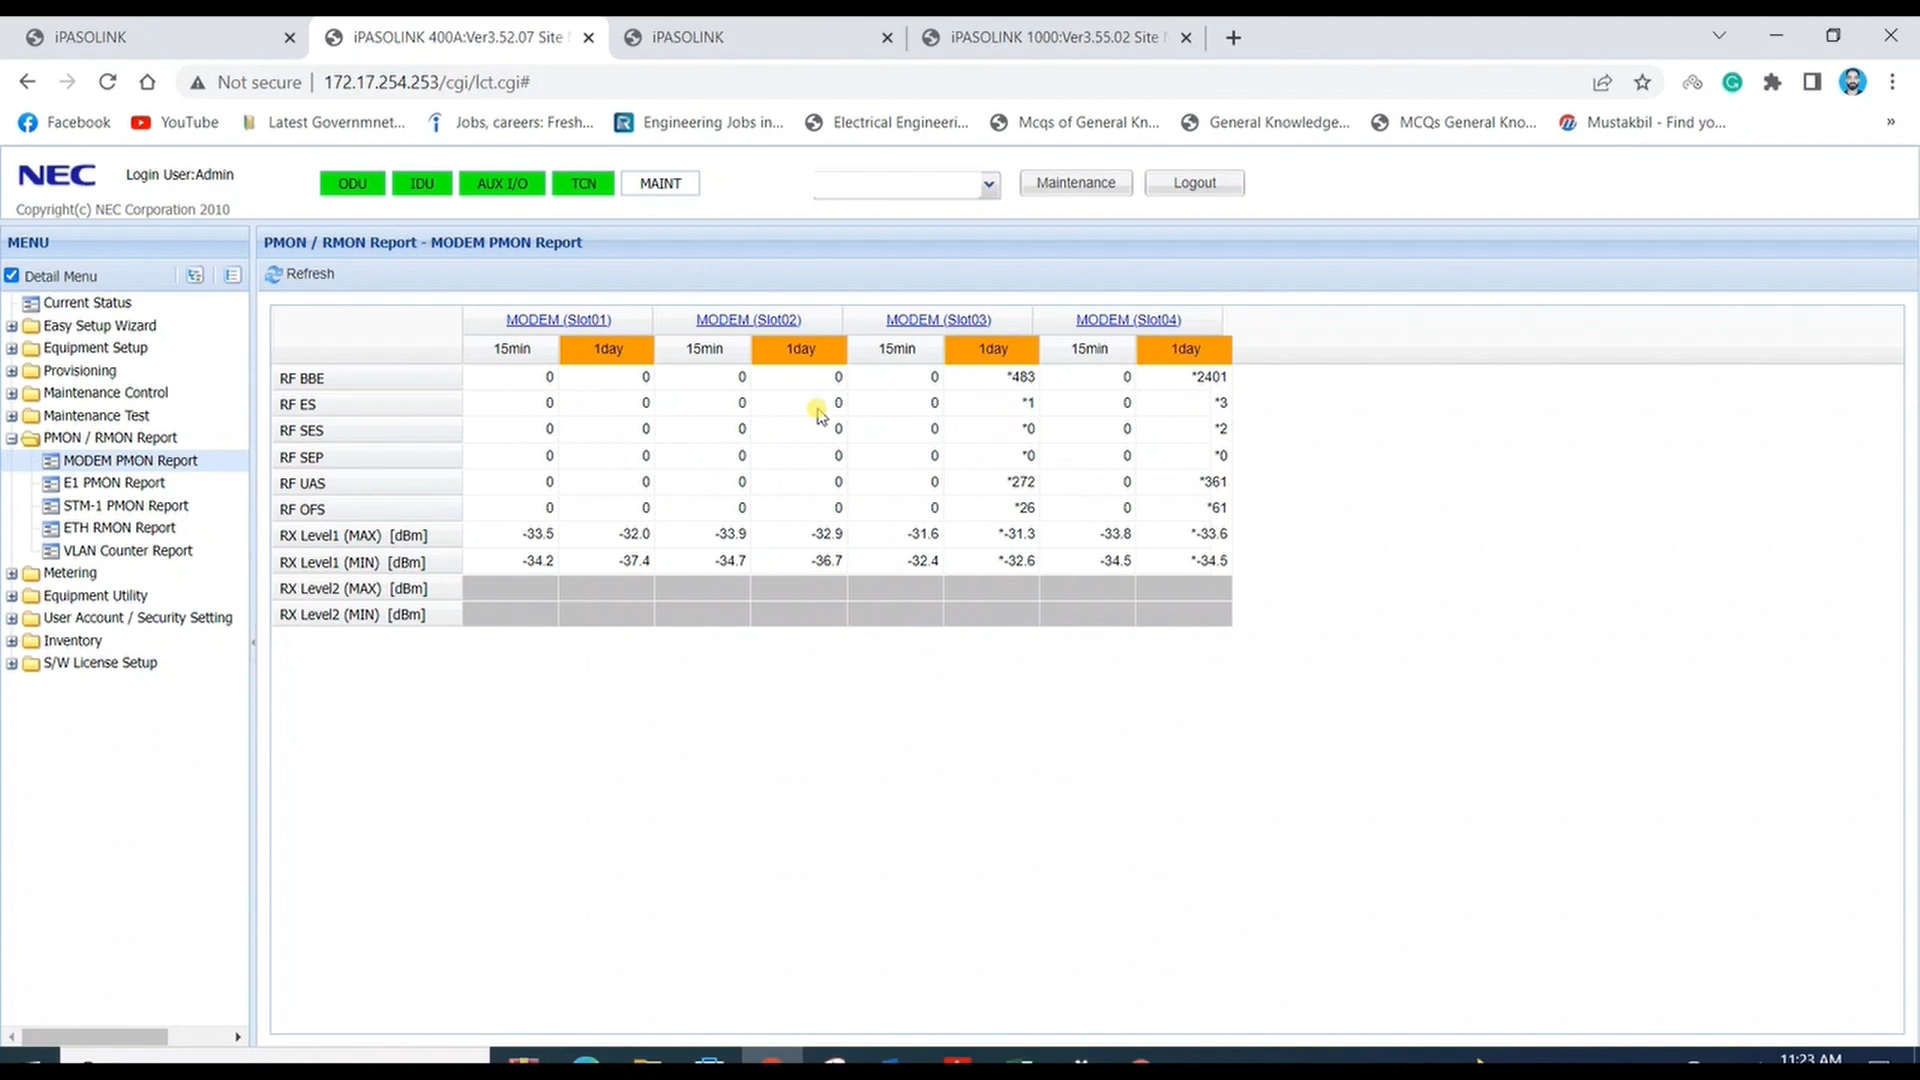 iPASOLINK
iPASOLINK 400A:Ver3.52.07 Site
iPASOLINK
iPASOLINK 1000:Ver3.55.02 Site
Not secure | 172.17.254.253/cgi/lct.cgi#
Facebook YouTube Latest Governmnet... Jobs, careers: Fresh... Engineering Jobs in... Electrical Engineeri... Mcqs of General Kn... General Knowledge... MCQs General Kno... Mustakbil - Find yo... »
NEC Login User:Admin ODU IDU AUX I/O TCN MAINT Maintenance Logout
Copyright(c) NEC Corporation 2010
MENU
Detail Menu
Current Status
Easy Setup Wizard
Equipment Setup
Provisioning
Maintenance Control
Maintenance Test
PMON / RMON Report
MODEM PMON Report
E1 PMON Report
STM-1 PMON Report
ETH RMON Report
VLAN Counter Report
Metering
Equipment Utility
User Account / Security Setting
Inventory
S/W License Setup
PMON / RMON Report - MODEM PMON Report
Refresh
MODEM (Slot01) MODEM (Slot02) MODEM (Slot03) MODEM (Slot04)
15min 1day 15min 1day 15min 1day 15min 1day
RF BBE 0 0 0 0 0 *483 0 *2401
RF ES 0 0 0 0 0 *1 0 *3
RF SES 0 0 0 0 0 *0 0 *2
RF SEP 0 0 0 0 0 *0 0 *0
RF UAS 0 0 0 0 0 *272 0 *361
RF OFS 0 0 0 0 0 *26 0 *61
RX Level1 (MAX) [dBm] -33.5 -32.0 -33.9 -32.9 -31.6 *-31.3 -33.8 *-33.6
RX Level1 (MIN) [dBm] -34.2 -37.4 -34.7 -36.7 -32.4 *-32.6 -34.5 *-34.5
RX Level2 (MAX) [dBm]
RX Level2 (MIN) [dBm]
11:23 AM